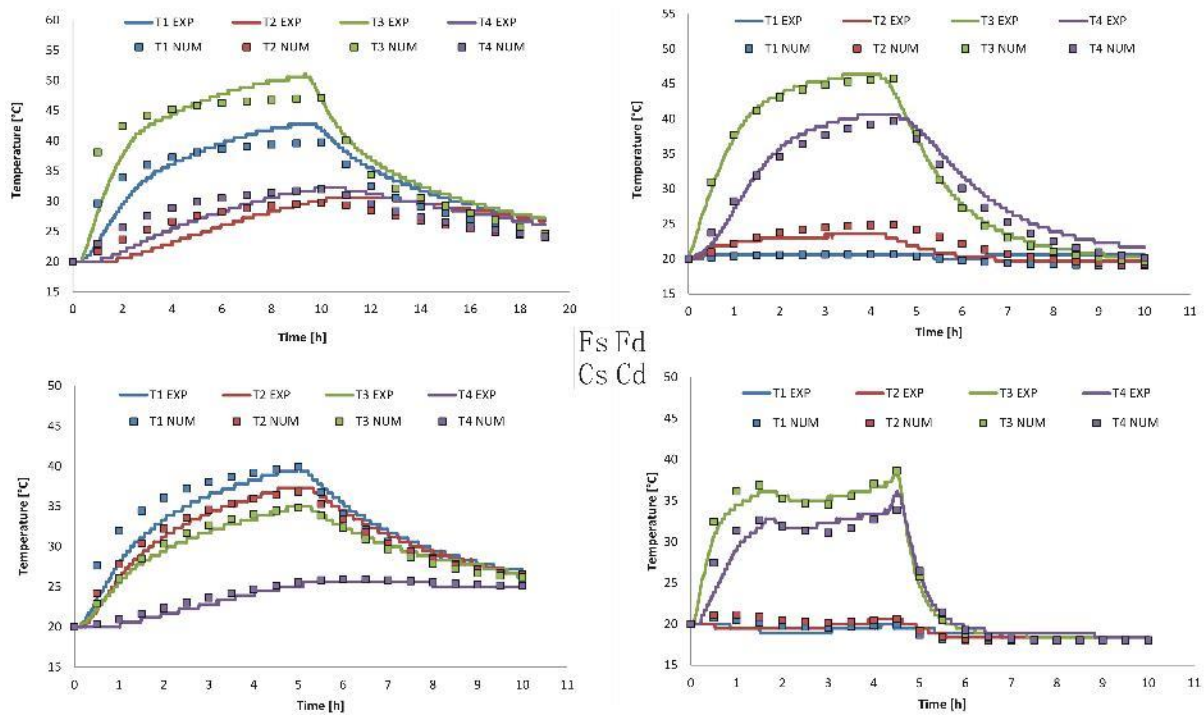 T1 EXP T2 EXP T3 EXP T4 EXP
T1 NUM T2 NUM T3 NUM T4 NUM
60
55
50
45
40
35
30
25
20
15
Temperature [°C]
0 2 4 6 8 10 12 14 16 18 20
Time [h]
T1 EXP T2 EXP T3 EXP T4 EXP
T1 NUM T2 NUM T3 NUM T4 NUM
55
50
45
40
35
30
25
20
15
Temperature [°C]
0 1 2 3 4 5 6 7 8 9 10 11
Time [h]
Fs Fd
Cs Cd
T1 EXP T2 EXP T3 EXP T4 EXP
T1 NUM T2 NUM T3 NUM T4 NUM
50
45
40
35
30
25
20
15
Temperature [°C]
0 1 2 3 4 5 6 7 8 9 10 11
Time [h]
T1 EXP T2 EXP T3 EXP T4 EXP
T1 NUM T2 NUM T3 NUM T4 NUM
50
45
40
35
30
25
20
15
Temperature [°C]
0 1 2 3 4 5 6 7 8 9 10 11
Time [h]